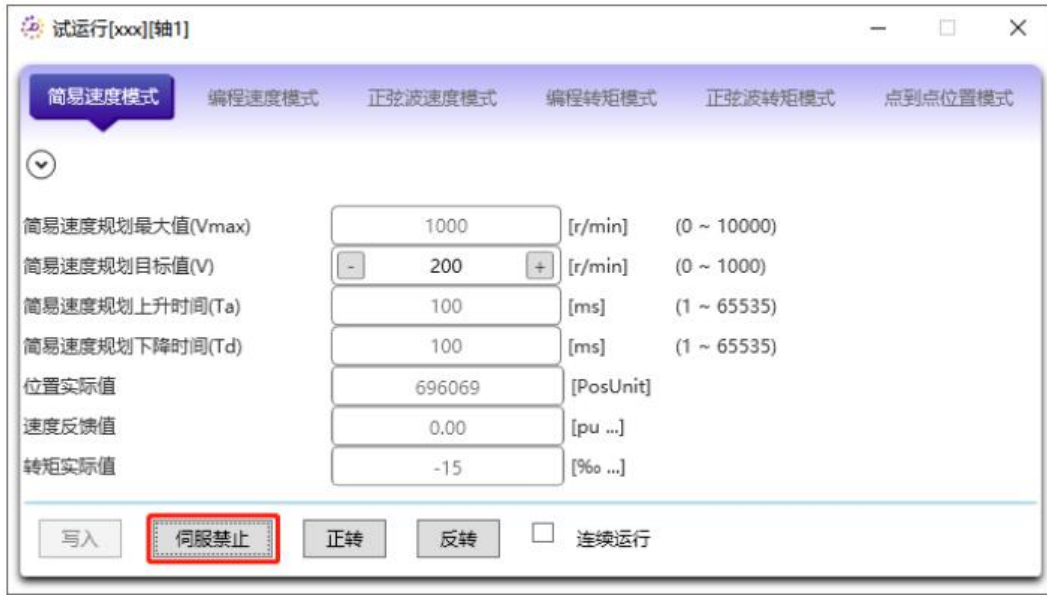 试运行[xxx][轴1]
简易速度模式 编程速度模式 正弦波速度模式 编程转矩模式 正弦波转矩模式 点到点位置模式
简易速度规划最大值(Vmax) 1000 [r/min] (0 ~ 10000)
简易速度规划目标值(V) - 200 + [r/min] (0 ~ 1000)
简易速度规划上升时间(Ta) 100 [ms] (1 ~ 65535)
简易速度规划下降时间(Td) 100 [ms] (1 ~ 65535)
位置实际值 696069 [PosUnit]
速度反馈值 0.00 [pu ...]
转矩实际值 -15 [‰ ...]
写入 伺服禁止 正转 反转 连续运行